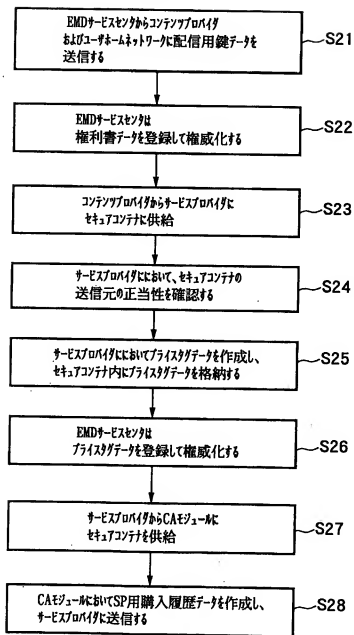 EMDサービスセンタからコンテンツプロバイダ
およびユーザホームネットワークに配信用鍵データを
送信する
S21
EMDサービスセンタは
権利書データを登録して権威化する
S22
コンテンツプロバイダからサービスプロバイダに
セキュアコンテナに供給
S23
サービスプロバイダにおいて、セキュアコンテナの
送信元の正当性を確認する
S24
サービスプロバイダににおいてプライスタグデータを作成し、
セキュアコンテナ内にプライスタグデータを格納する
S25
EMDサービスセンタは
プライスタグデータを登録して権威化する
S26
サービスプロバイダからCAモジュールに
セキュアコンテナを供給
S27
CAモジュールにおいてSP用購入履歴データを作成し、
サービスプロバイダに送信する
S28